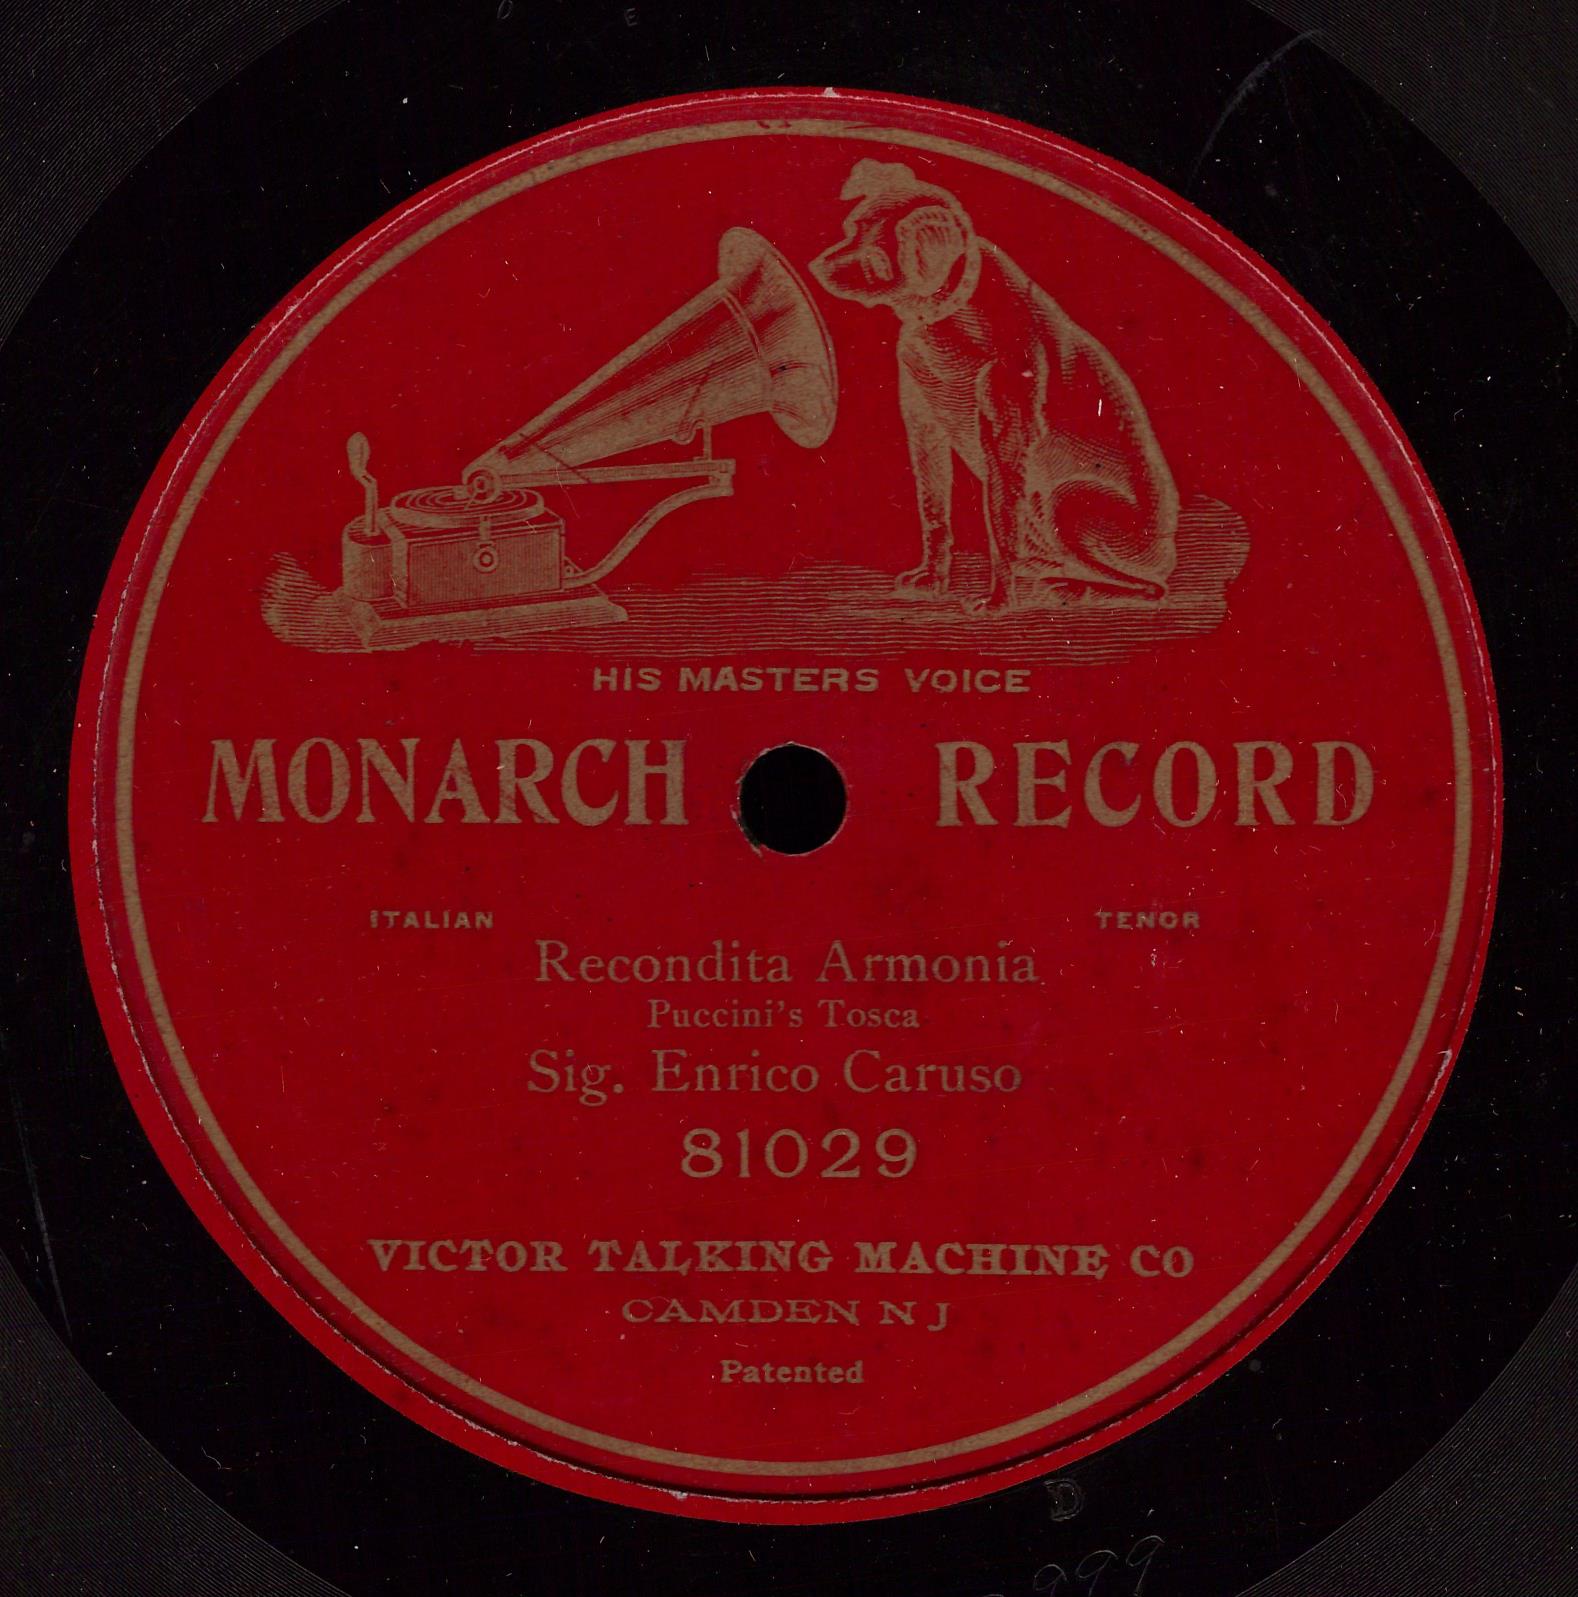 HIS MASTERS VOICE
MONARCH RECORD
ITALIAN TENOR
Recondita Armonia
Puccini's Tosca
Sig. Enrico Caruso
81029
VICTOR TALKING MACHINE CO
CAMDEN N J
Patented
D